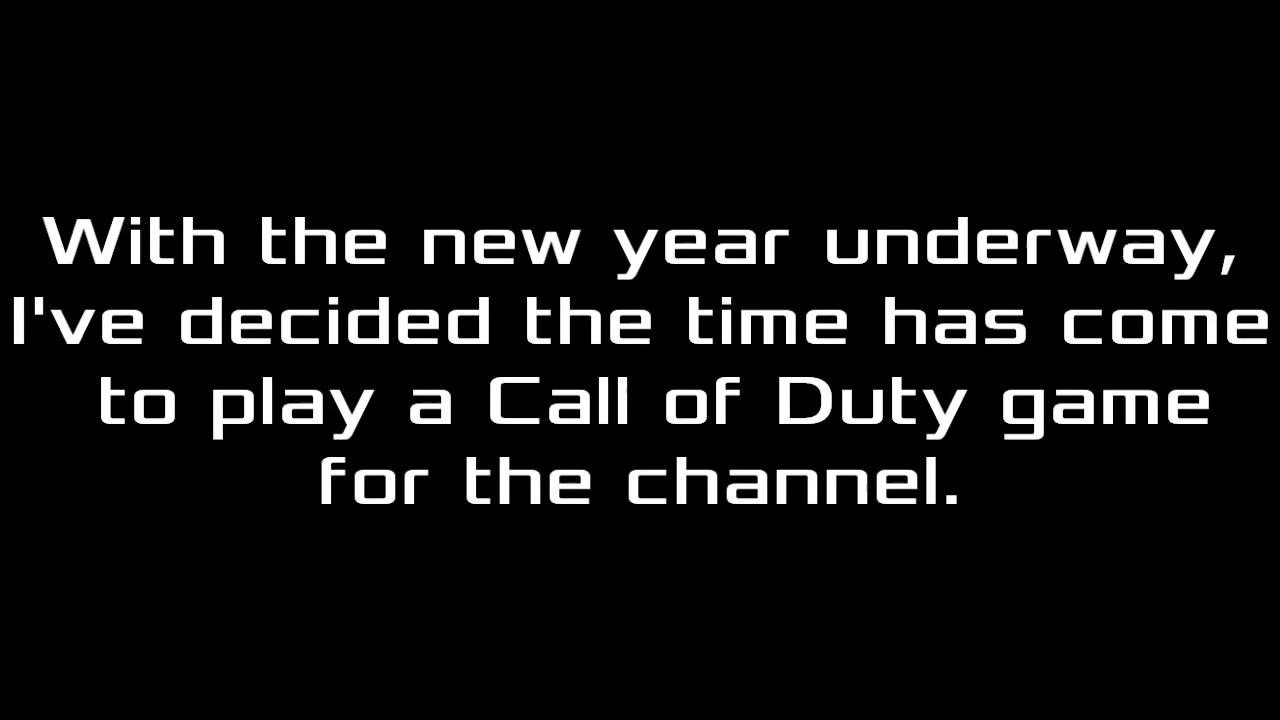 With the new year underway,
I've decided the time has come
to play a Call of Duty game
for the channel.